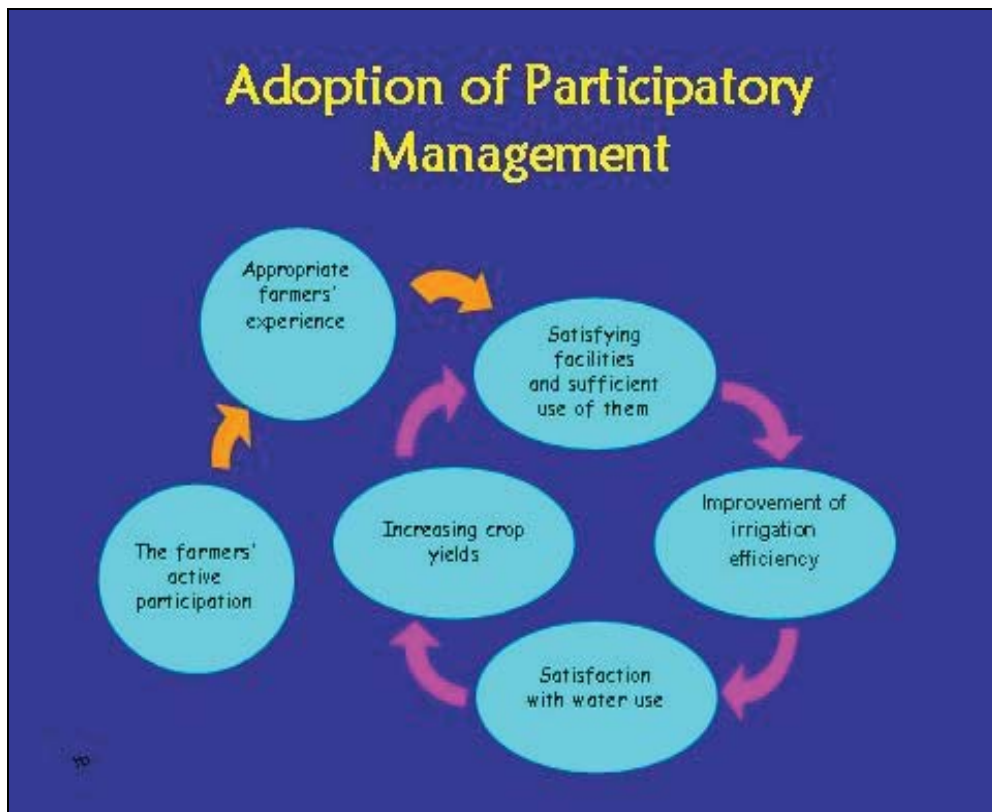 Adoption of Participatory
Management
Appropriate
farmers'
experience
Satisfying
facilities
and sufficient
use of them
Increasing crop
yields
Improvement of
irrigation
efficiency
The farmers'
active
participation
Satisfaction
with water use